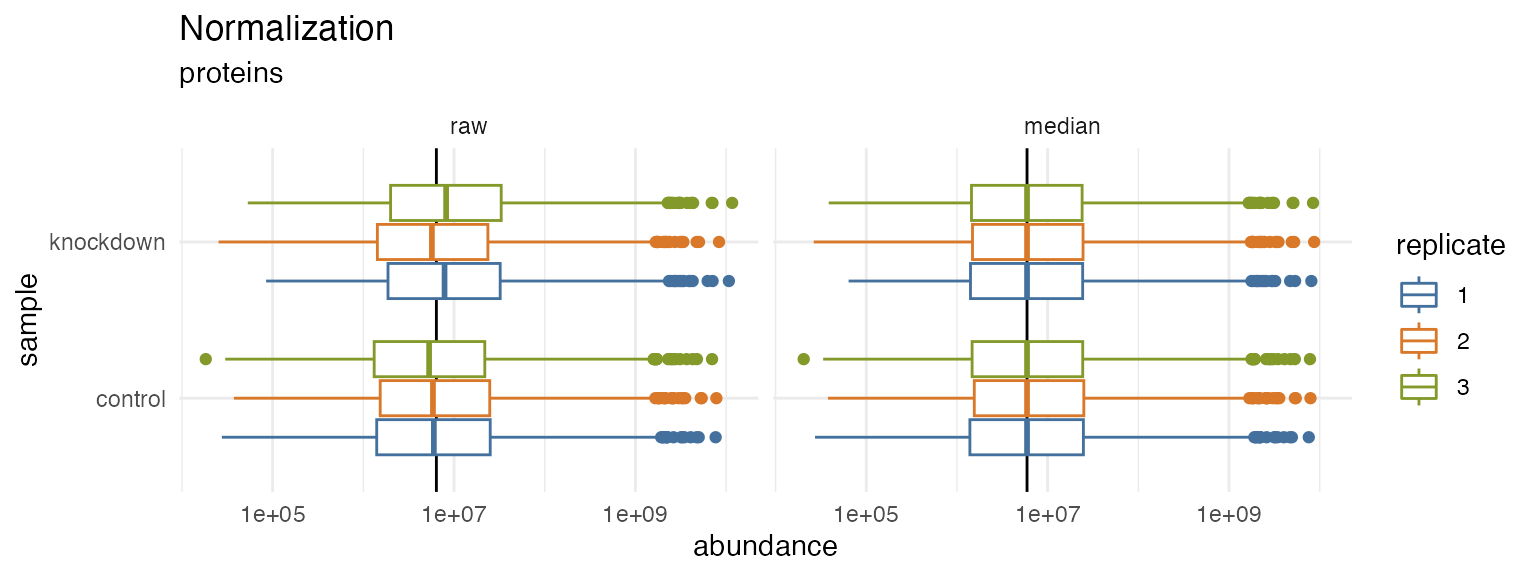 Normalization
proteins
raw
median
sample
knockdown
control
1e+05
1e+07
1e+09
1e+05
1e+07
1e+09
abundance
replicate
1
2
3